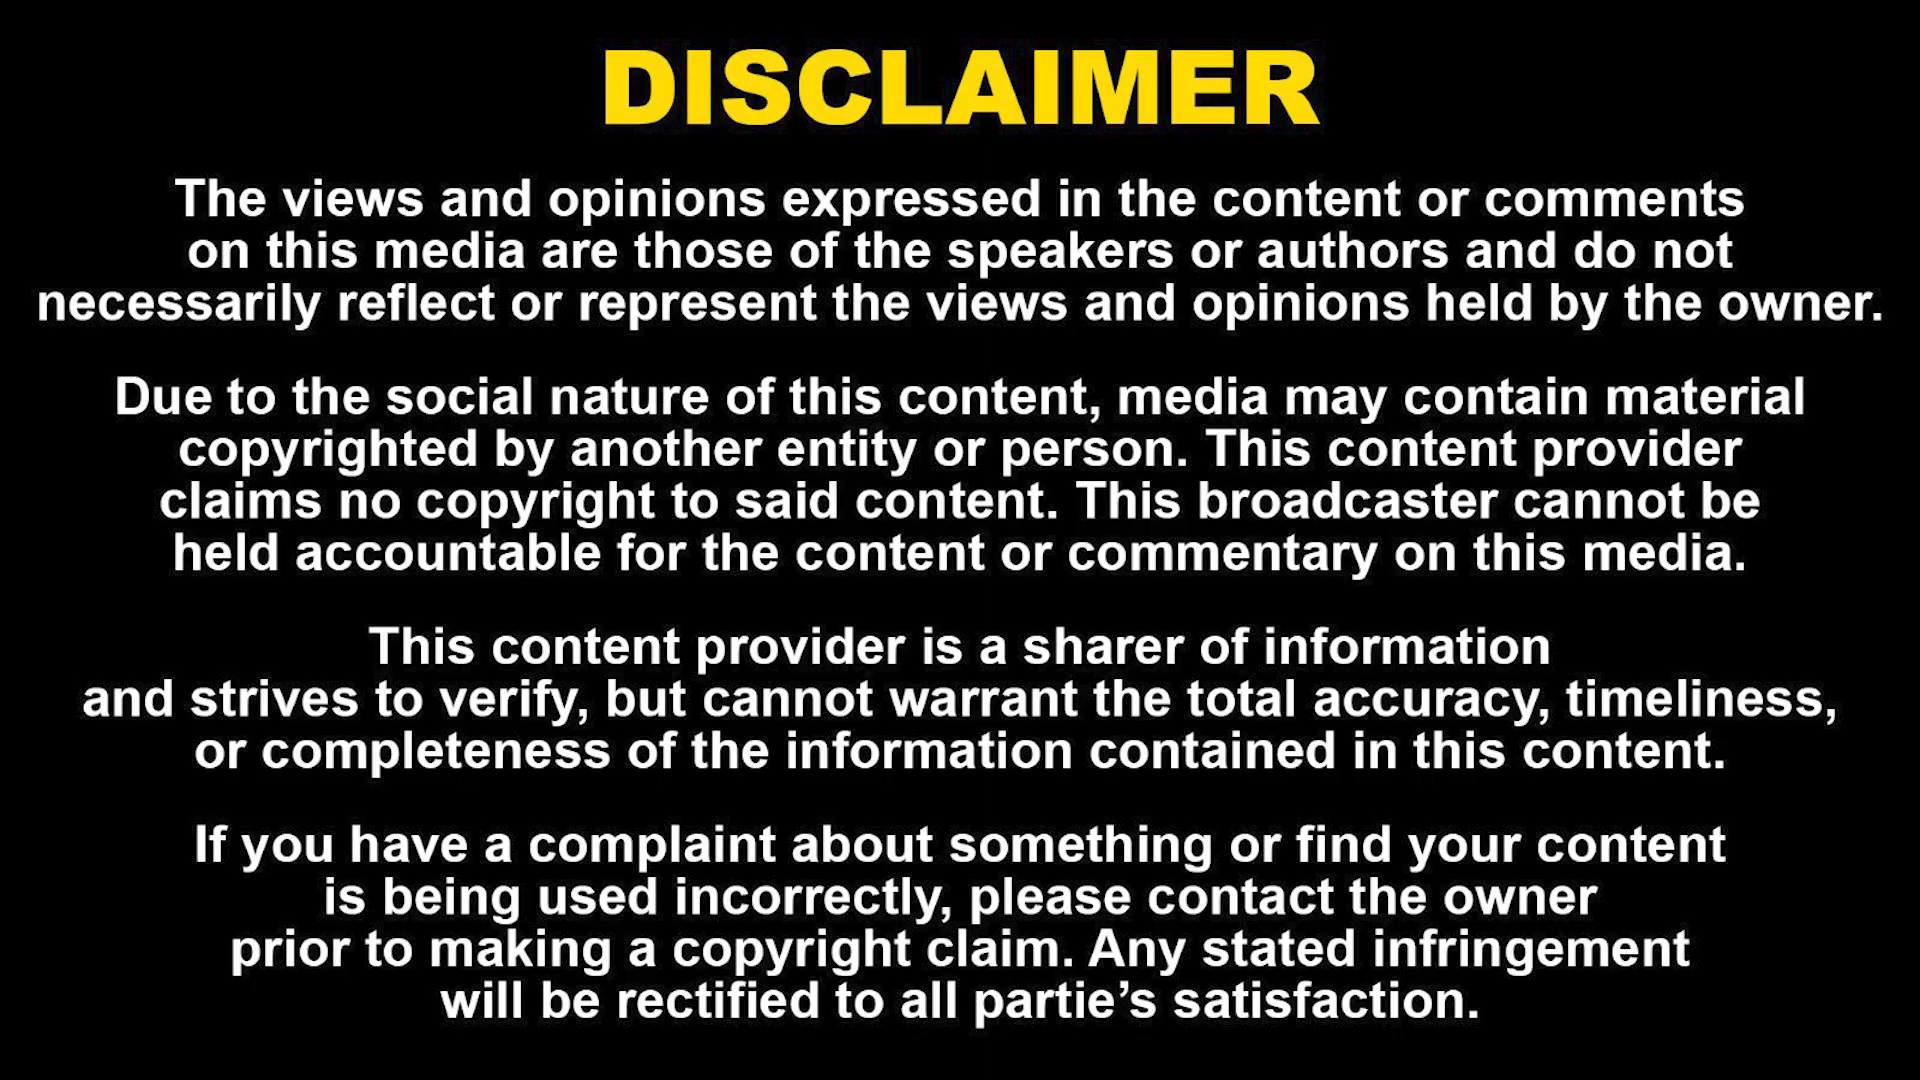 DISCLAIMER
The views and opinions expressed in the content or comments
on this media are those of the speakers or authors and do not
necessarily reflect or represent the views and opinions held by the owner.
Due to the social nature of this content, media may contain material
copyrighted by another entity or person. This content provider
claims no copyright to said content. This broadcaster cannot be
held accountable for the content or commentary on this media.
This content provider is a sharer of information
and strives to verify, but cannot warrant the total accuracy, timeliness,
or completeness of the information contained in this content.
If you have a complaint about something or find your content
is being used incorrectly, please contact the owner
prior to making a copyright claim. Any stated infringement
will be rectified to all partie’s satisfaction.